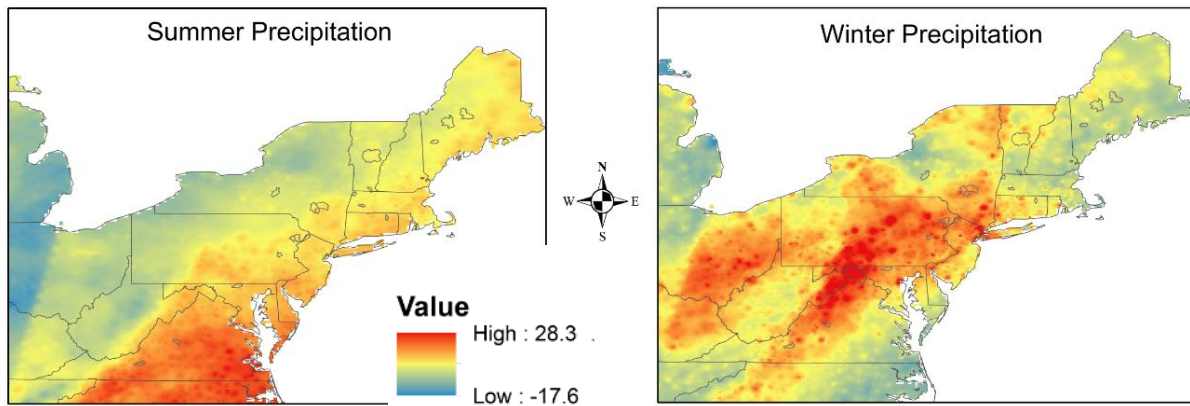 Summer Precipitation
Winter Precipitation
N
W E
S
Value
High : 28.3
Low : -17.6